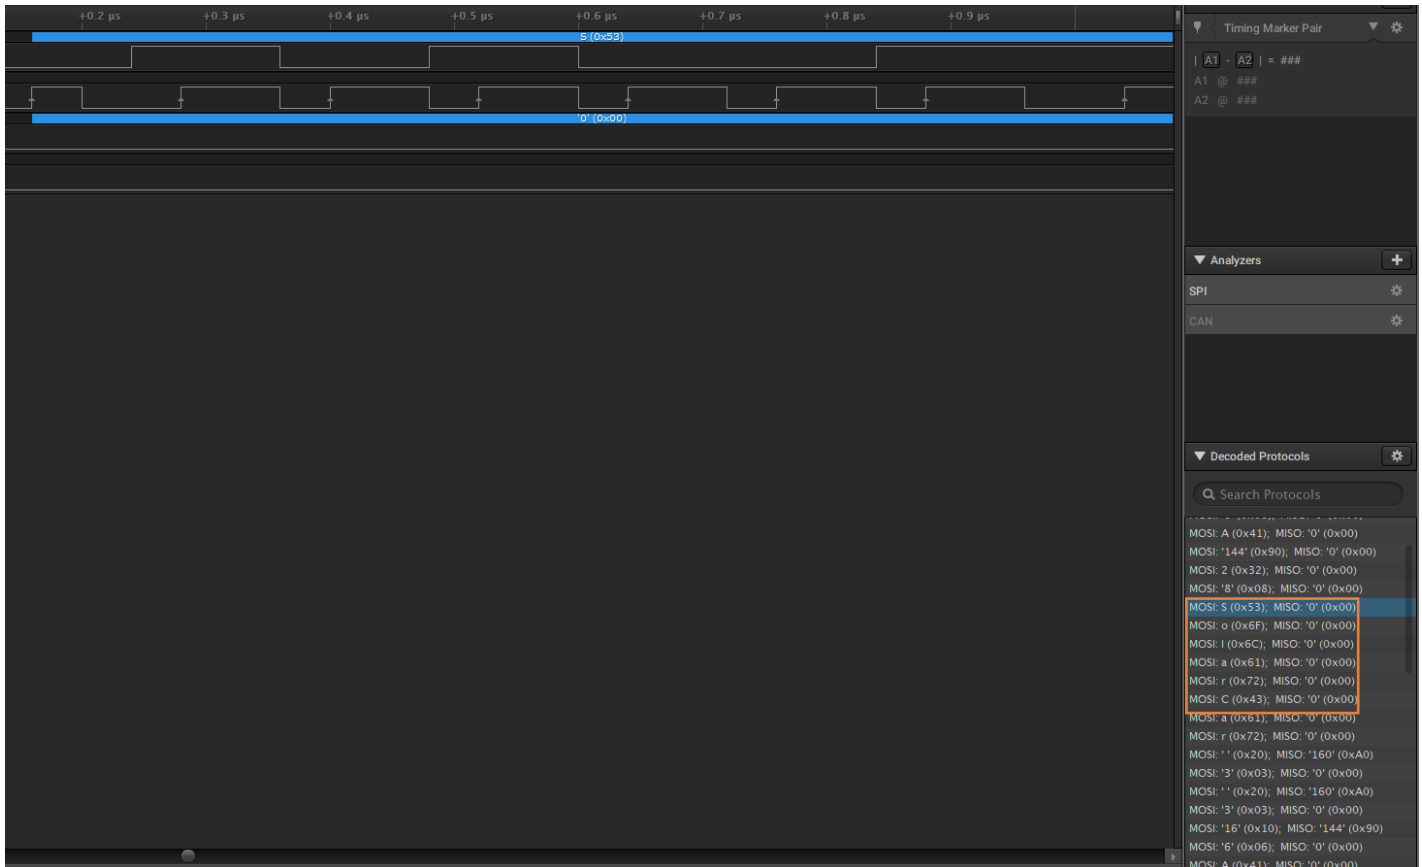 +0.2 µs +0.3 µs +0.4 µs +0.5 µs +0.6 µs +0.7 µs +0.8 µs +0.9 µs
S (0x53)
'0' (0x00)
Timing Marker Pair
| A1 - A2 | = ###
A1 @ ###
A2 @ ###
Analyzers
SPI
CAN
Decoded Protocols
Search Protocols
MOSI: A (0x41); MISO: '0' (0x00)
MOSI: '144' (0x90); MISO: '0' (0x00)
MOSI: 2 (0x32); MISO: '0' (0x00)
MOSI: '8' (0x08); MISO: '0' (0x00)
MOSI: S (0x53); MISO: '0' (0x00)
MOSI: o (0x6F); MISO: '0' (0x00)
MOSI: l (0x6C); MISO: '0' (0x00)
MOSI: a (0x61); MISO: '0' (0x00)
MOSI: r (0x72); MISO: '0' (0x00)
MOSI: C (0x43); MISO: '0' (0x00)
MOSI: a (0x61); MISO: '0' (0x00)
MOSI: r (0x72); MISO: '0' (0x00)
MOSI: ' ' (0x20); MISO: '160' (0xA0)
MOSI: '3' (0x03); MISO: '0' (0x00)
MOSI: ' ' (0x20); MISO: '160' (0xA0)
MOSI: '3' (0x03); MISO: '0' (0x00)
MOSI: '16' (0x10); MISO: '144' (0x90)
MOSI: '6' (0x06); MISO: '0' (0x00)
MOSI: A (0x41); MISO: '0' (0x00)